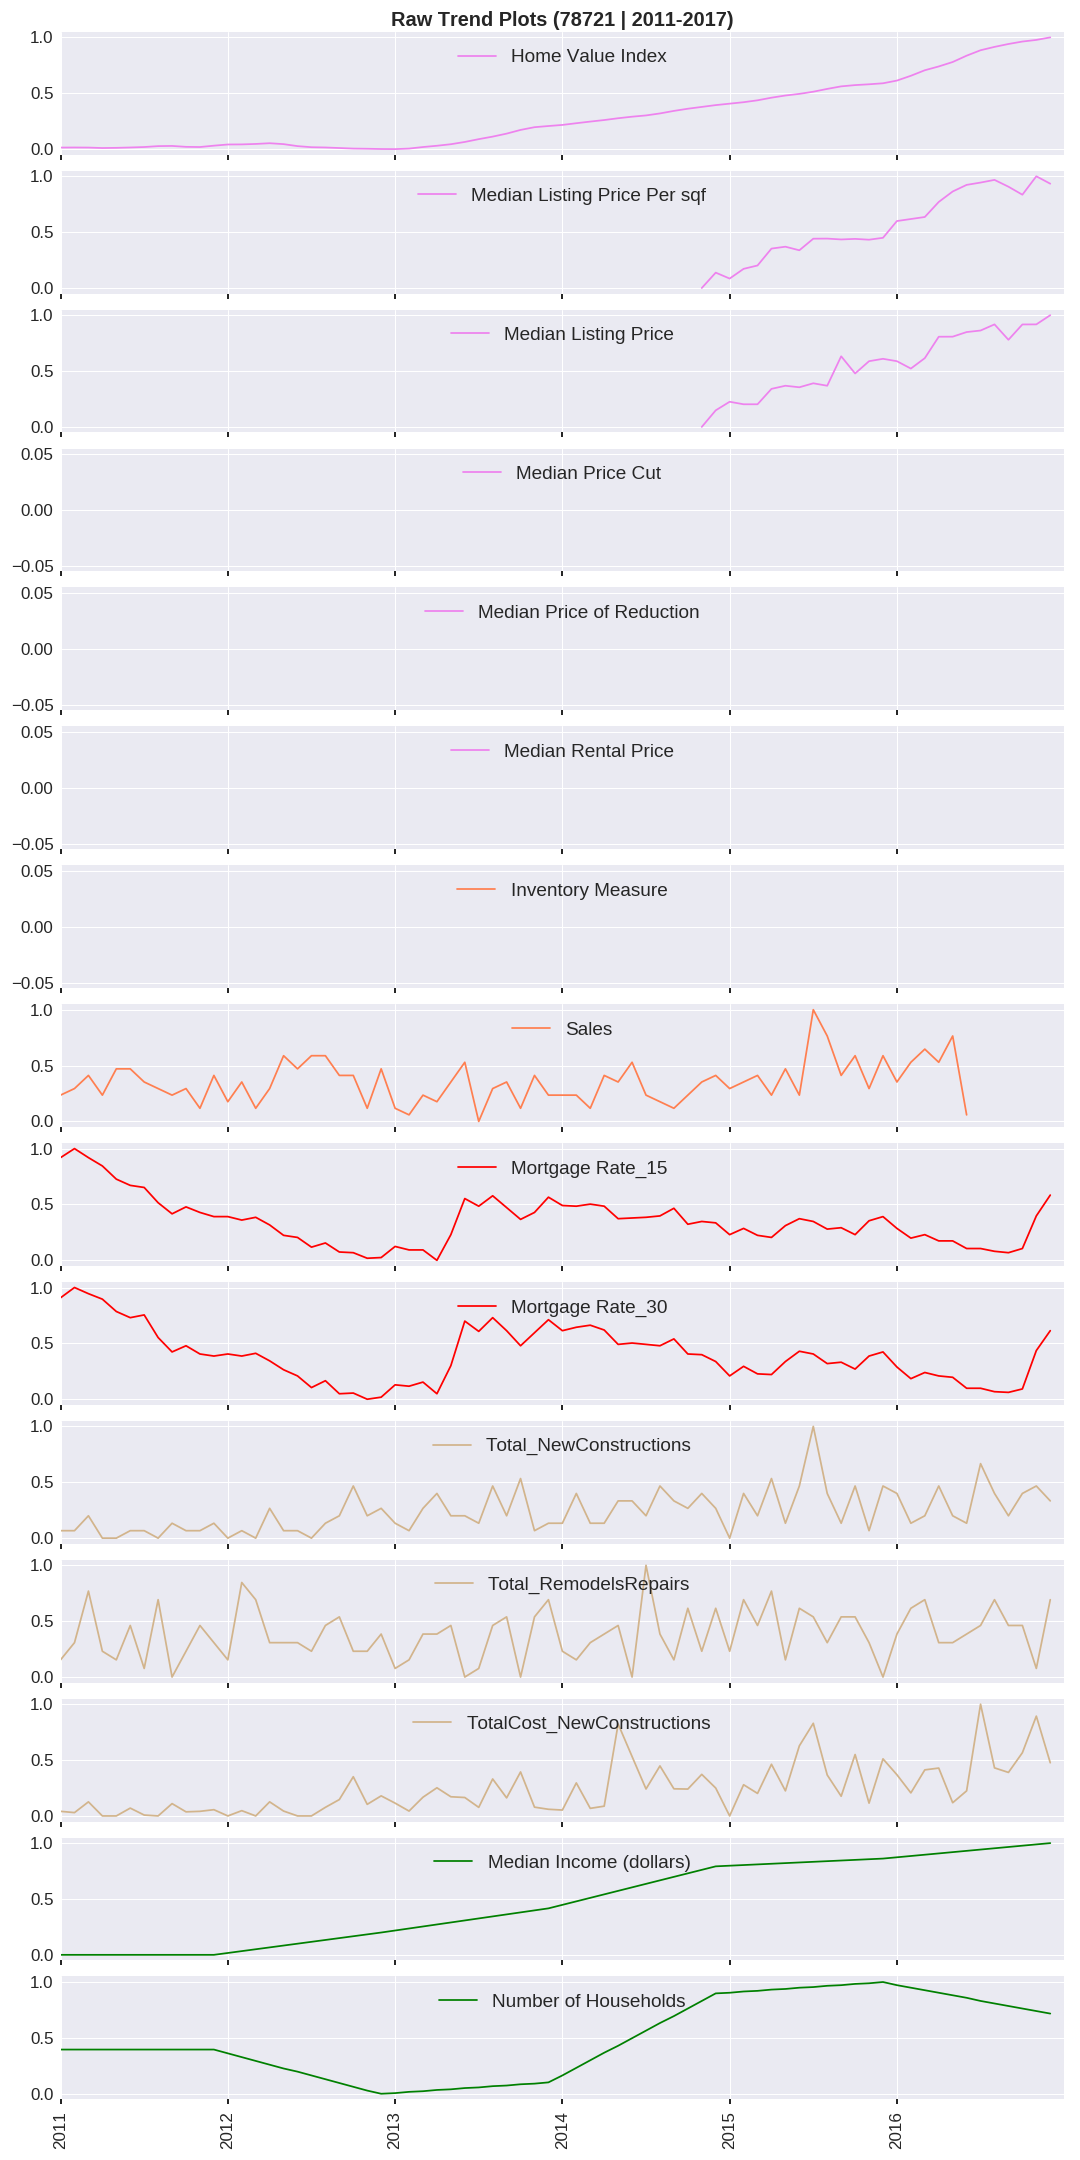 Raw Trend Plots (78721 | 2011-2017)
1.0
Home Value Index
0.5
0.0
1.0
Median Listing Price Per sqf
0.5
0.0
1.0
Median Listing Price
0.5
0.0
0.05
Median Price Cut
0.00
−0.05
0.05
Median Price of Reduction
0.00
−0.05
0.05
Median Rental Price
0.00
−0.05
0.05
Inventory Measure
0.00
−0.05
1.0
Sales
0.5
0.0
1.0
Mortgage Rate_15
0.5
0.0
1.0
Mortgage Rate_30
0.5
0.0
1.0
Total_NewConstructions
0.5
0.0
1.0
Total_RemodelsRepairs
0.5
0.0
1.0
TotalCost_NewConstructions
0.5
0.0
1.0
Median Income (dollars)
0.5
0.0
1.0
Number of Households
0.5
0.0
2011 2012 2013 2014 2015 2016